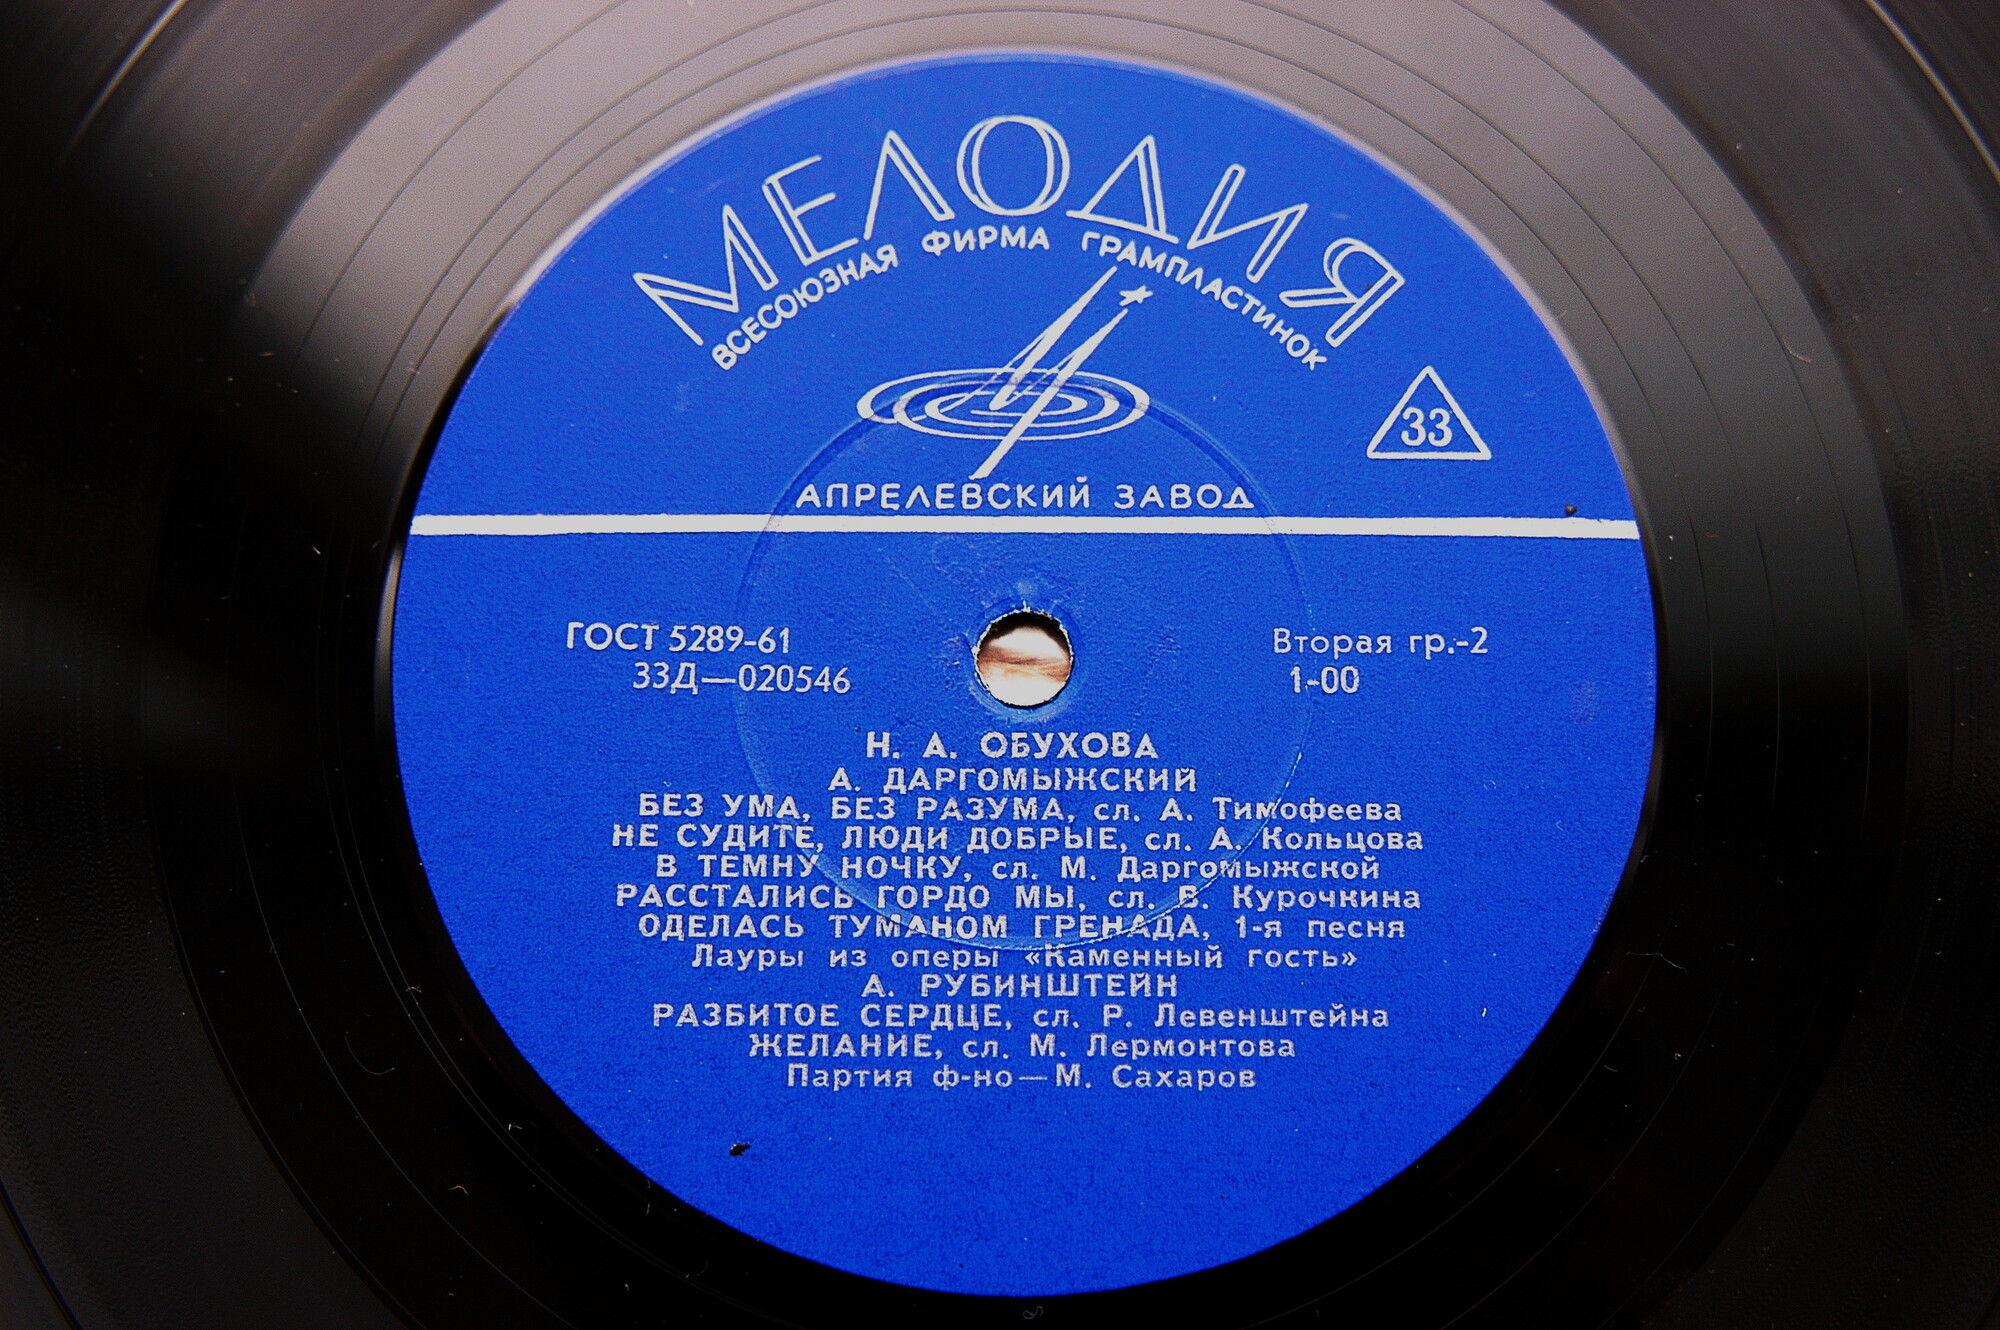 МЕЛОДИЯ
ВСЕСОЮЗНАЯ ФИРМА ГРАМПЛАСТИНОК
33
АПРЕЛЕВСКИЙ ЗАВОД
ГОСТ 5289-61
Вторая гр.-2
33Д—020546
1-00
Н. А. ОБУХОВА
А. ДАРГОМЫЖСКИЙ
БЕЗ УМА, БЕЗ РАЗУМА, сл. А. Тимофеева
НЕ СУДИТЕ, ЛЮДИ ДОБРЫЕ, сл. А. Кольцова
В ТЕМНУ НОЧКУ, сл. М. Даргомыжской
РАССТАЛИСЬ ГОРДО МЫ, сл. В. Курочкина
ОДЕЛАСЬ ТУМАНОМ ГРЕНАДА, 1-я песня
Лауры из оперы «Каменный гость»
А. РУБИНШТЕЙН
РАЗБИТОЕ СЕРДЦЕ, сл. Р. Левенштейна
ЖЕЛАНИЕ, сл. М. Лермонтова
Партия ф-но—М. Сахаров